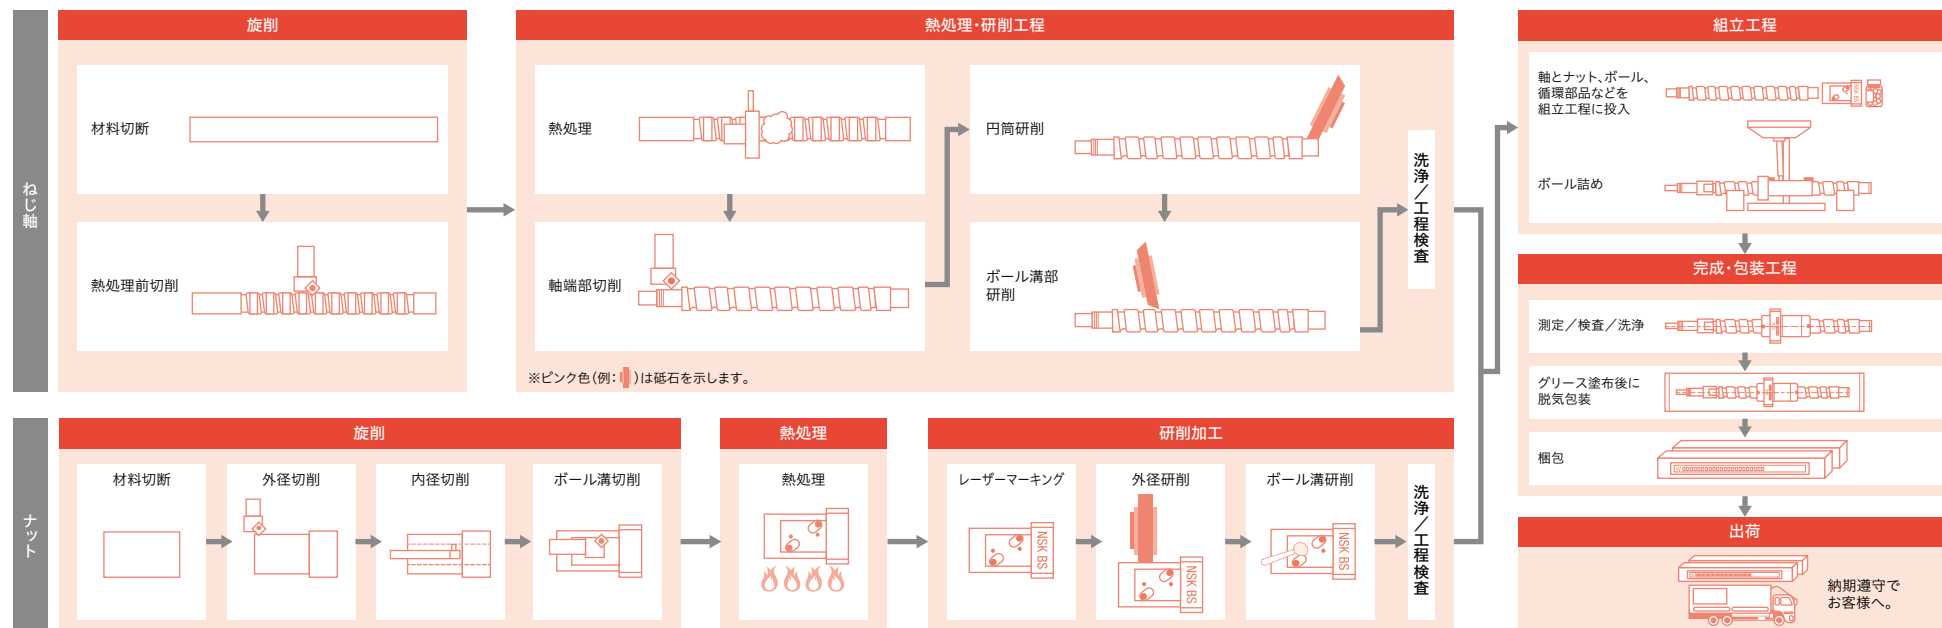 ねじ軸
旋削
材料切断
熱処理前切削
熱処理・研削工程
熱処理
軸端部切削
円筒研削
ボール溝部
研削
洗浄／工程検査
※ピンク色（例： ）は砥石を示します。
ナット
旋削
材料切断
外径切削
内径切削
ボール溝切削
熱処理
熱処理
研削加工
レーザーマーキング
NSK BS
外径研削
NSK BS
ボール溝研削
NSK BS
洗浄／工程検査
組立工程
軸とナット、ボール、
循環部品などを
組立工程に投入
NSK BS
ボール詰め
完成・包装工程
測定／検査／洗浄
グリース塗布後に
脱気包装
梱包
出荷
納期遵守で
お客様へ。